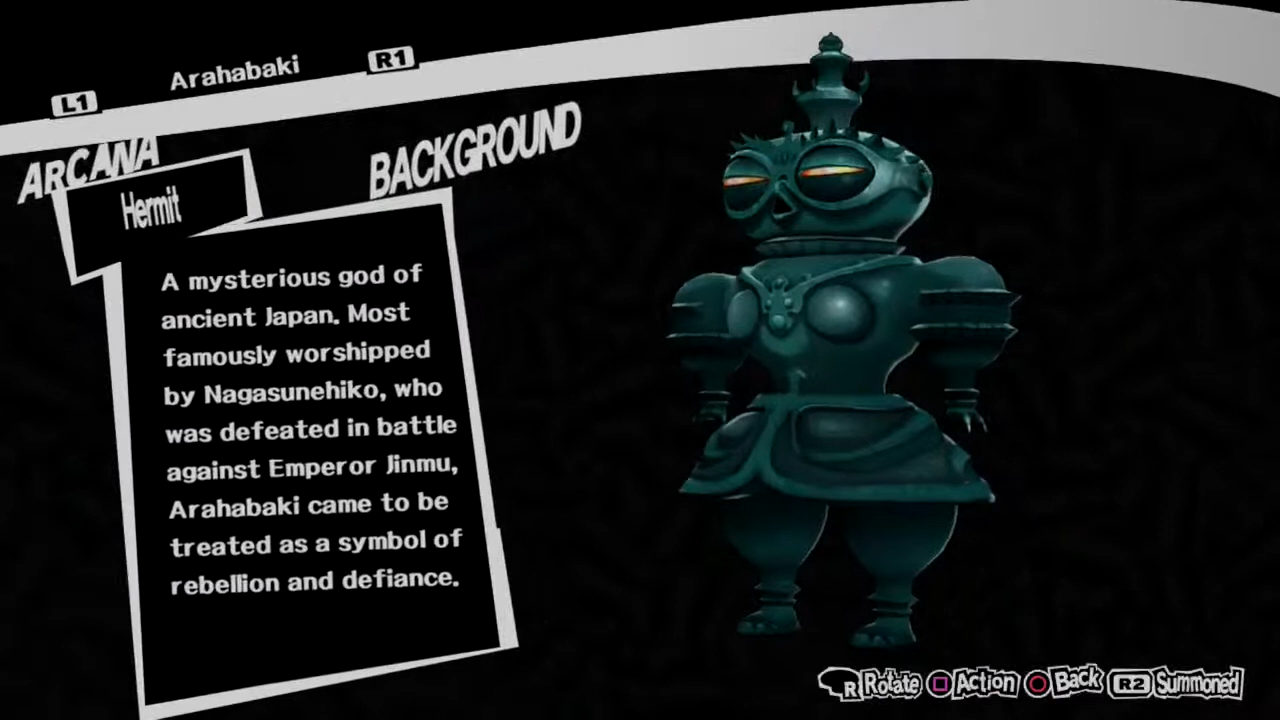 Arahabaki
R1
L1
ARCANA
Hermit
BACKGROUND
A mysterious god of
ancient Japan. Most
famously worshipped
by Nagasunehiko, who
was defeated in battle
against Emperor Jinmu,
Arahabaki came to be
treated as a symbol of
rebellion and defiance.
R Rotate Action Back R2 Summoned